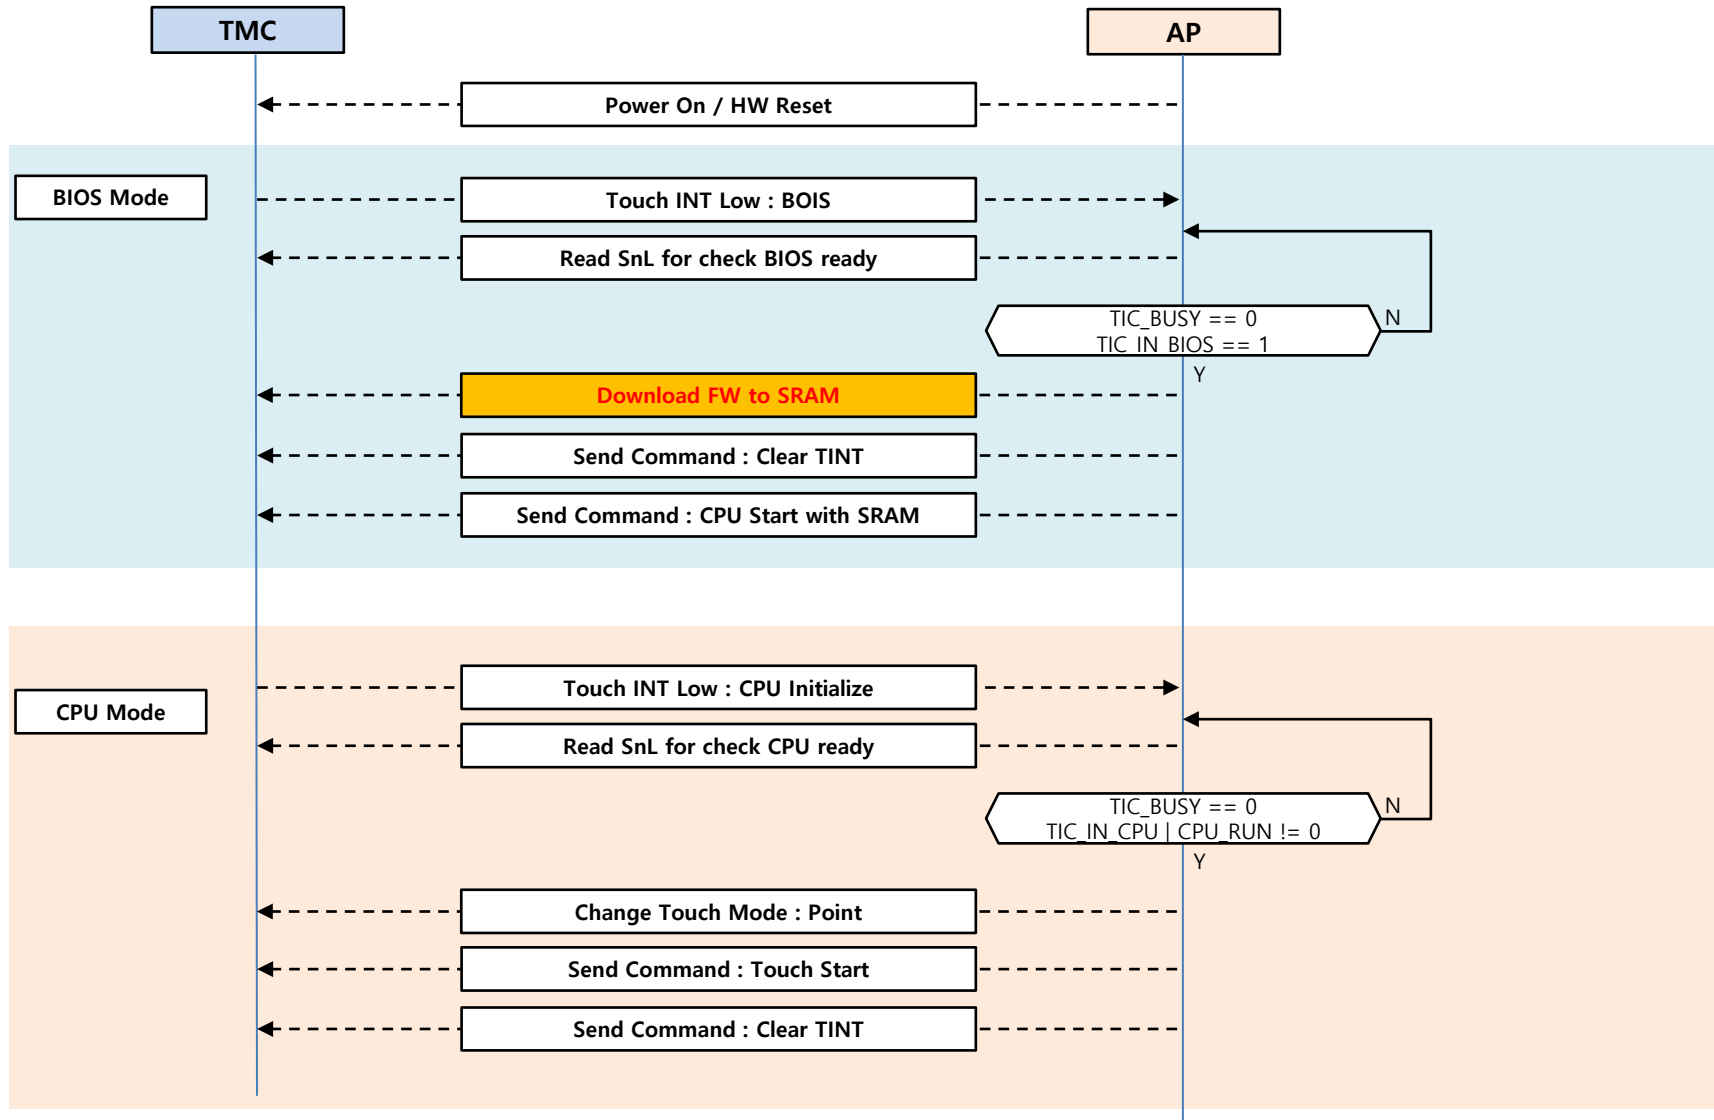 TMC
AP
Power On / HW Reset
BIOS Mode
Touch INT Low : BOIS
Read SnL for check BIOS ready
TIC_BUSY == 0
TIC_IN_BIOS == 1
N
Y
Download FW to SRAM
Send Command : Clear TINT
Send Command : CPU Start with SRAM
Touch INT Low : CPU Initialize
CPU Mode
Read SnL for check CPU ready
TIC_BUSY == 0
TIC_IN_CPU | CPU_RUN != 0
N
Y
Change Touch Mode : Point
Send Command : Touch Start
Send Command : Clear TINT